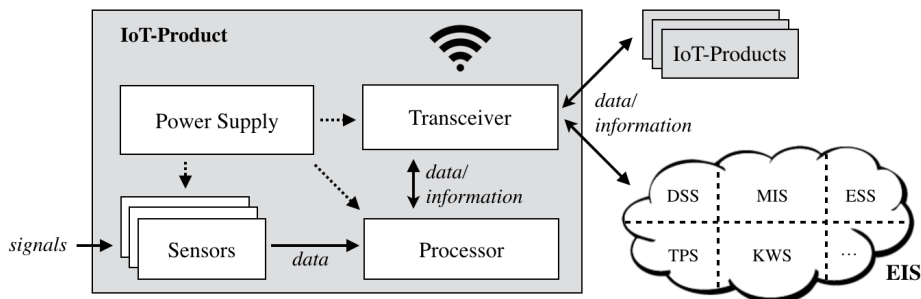 IoT-Product
IoT-Products
Power Supply
Transceiver
data/
information
data/
information
DSS
MIS
ESS
signals
Sensors
data
Processor
TPS
KWS
...
EIS